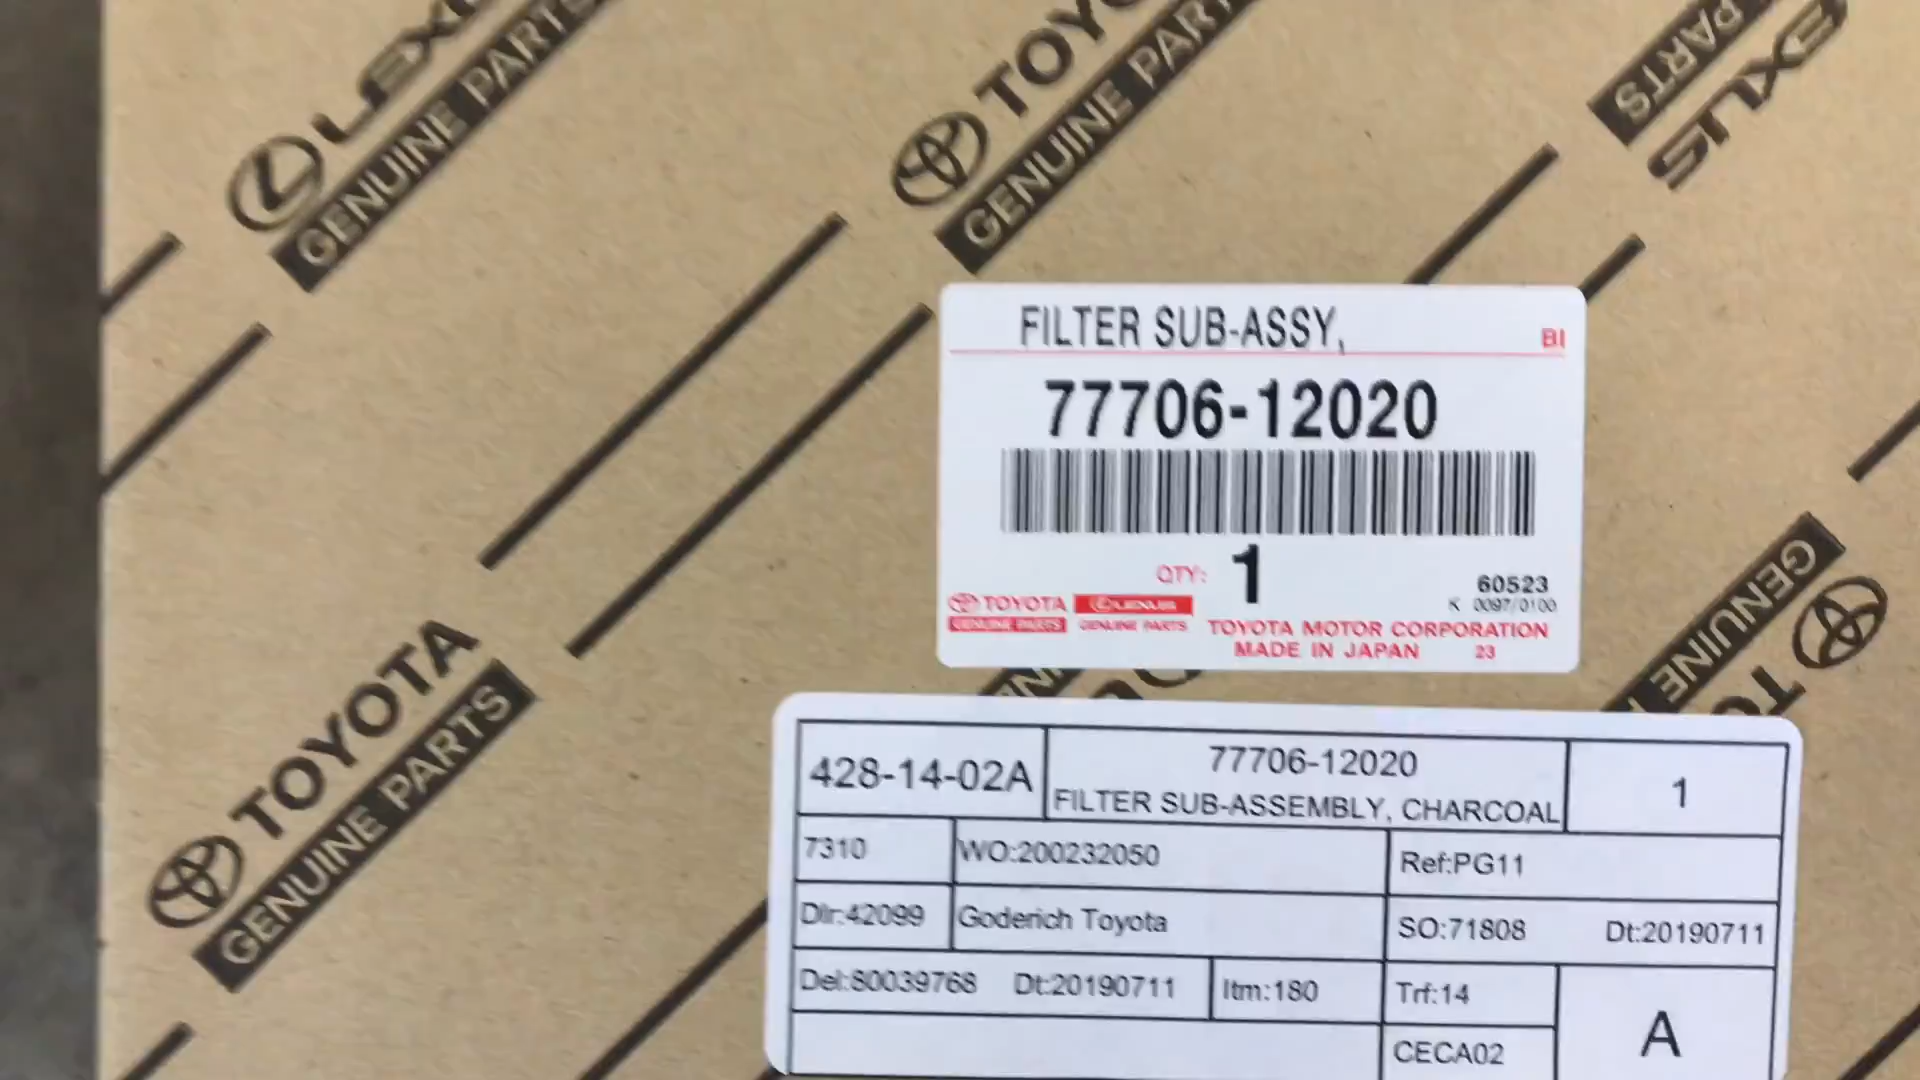 LEXUS
GENUINE PARTS
TOYOTA
GENUINE PARTS
PARTS
LEXUS
FILTER SUB-ASSY,
BI
77706-12020
QTY: 1
60523
K 0097/0100
TOYOTA
GENUINE PARTS
LEXUS
GENUINE PARTS
TOYOTA MOTOR CORPORATION
MADE IN JAPAN 23
TOYOTA
GENUINE PARTS
GENUINE
428-14-02A
77706-12020
FILTER SUB-ASSEMBLY, CHARCOAL
1
7310
WO:200232050
Ref:PG11
Dlr:42099
Goderich Toyota
SO:71808 Dt:20190711
Del:80039768 Dt:20190711
Itm:180
Trf:14
A
CECA02